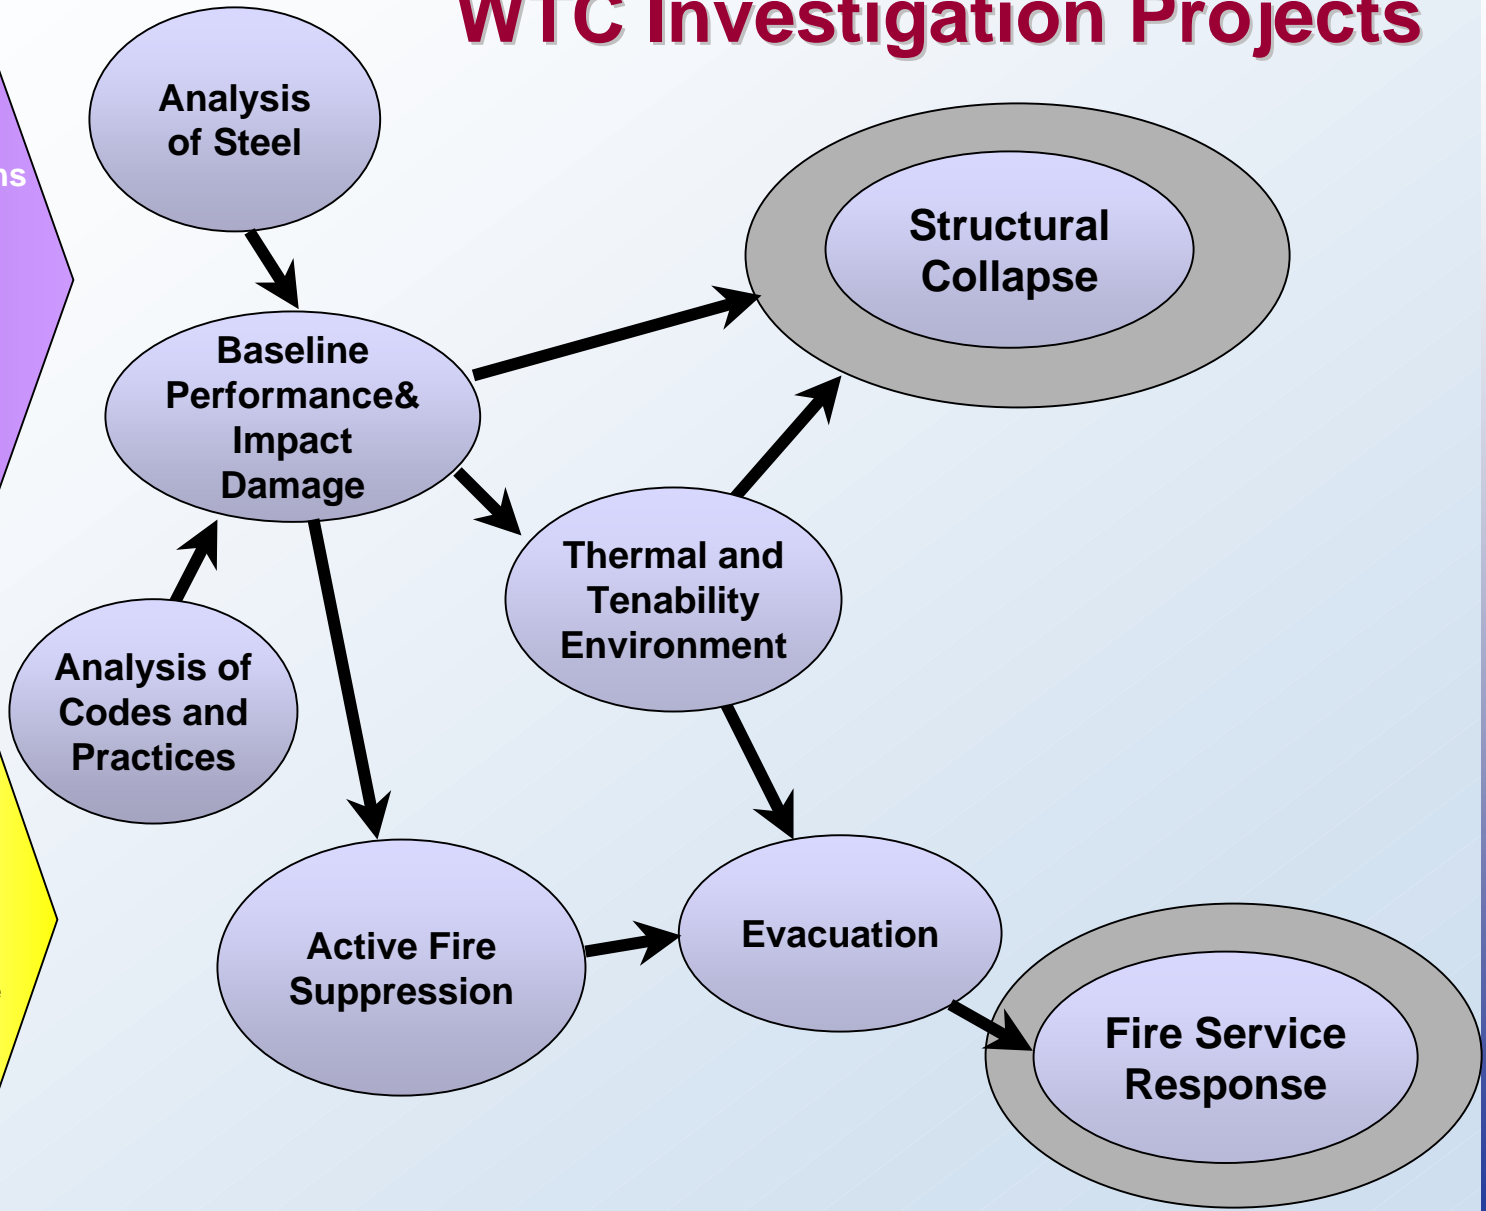 WTC Investigation Projects
Analysis
of Steel
Structural
Collapse
Baseline
Performance&
Impact
Damage
Thermal and
Tenability
Environment
Analysis of
Codes and
Practices
Active Fire
Suppression
Evacuation
Fire Service
Response